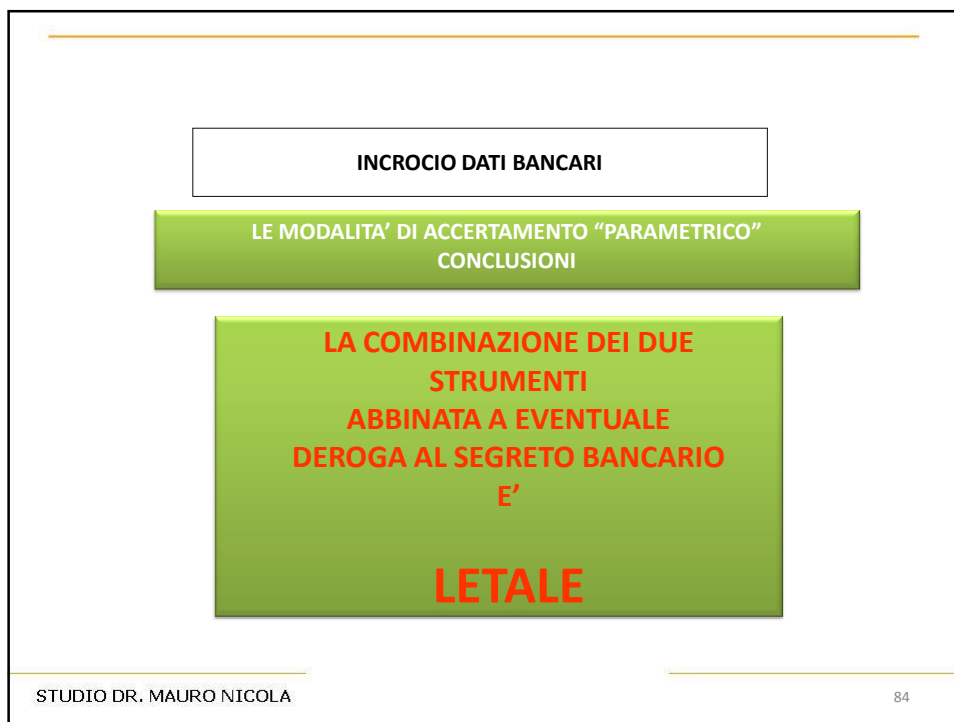 INCROCIO DATI BANCARI
LE MODALITA’ DI ACCERTAMENTO “PARAMETRICO”
CONCLUSIONI
LA COMBINAZIONE DEI DUE
STRUMENTI
ABBINATA A EVENTUALE
DEROGA AL SEGRETO BANCARIO
E’
LETALE
STUDIO DR. MAURO NICOLA
84